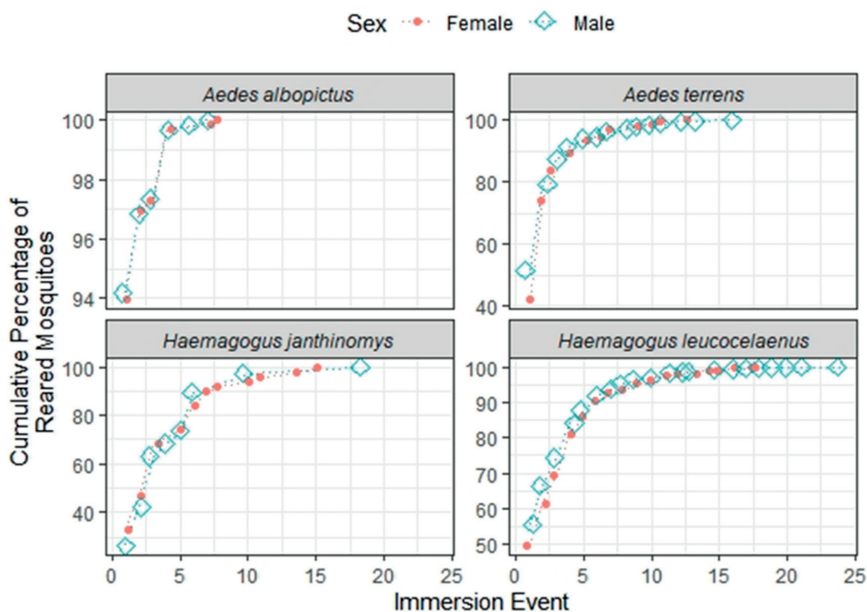 Sex Female Male
Aedes albopictus Aedes terrens
100 100
98 80
96 60
94 40
Haemagogus janthinomys Haemagogus leucocelaenus
100 100
90
80 80
70
60 60
40 50
0 5 10 15 20 25 0 5 10 15 20 25
Immersion Event
Cumulative Percentage of
Reared Mosquitoes